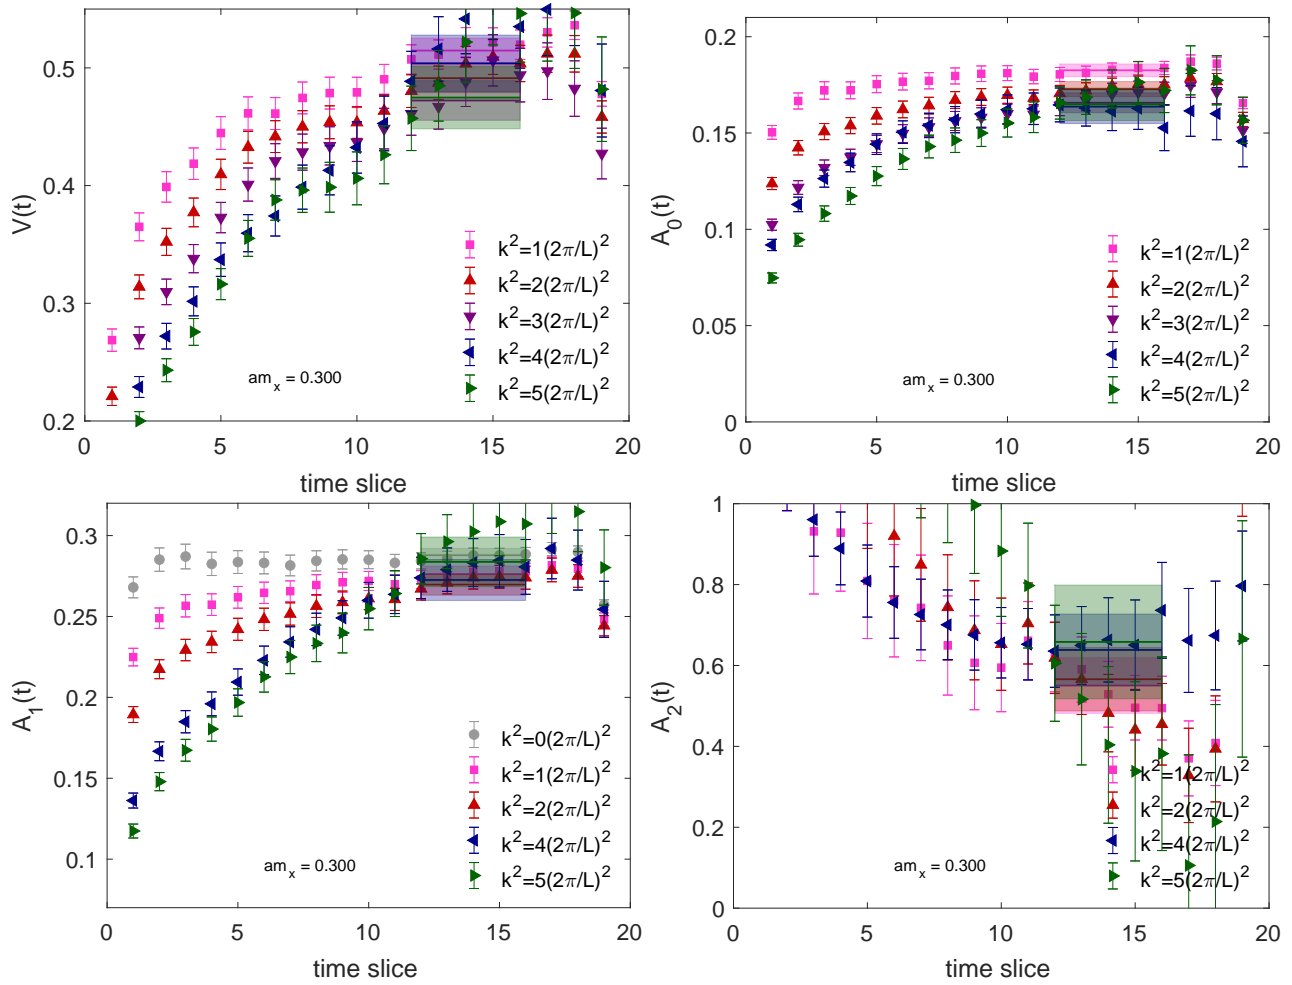 0.5
0.4
0.3
0.2
V(t)
k²=1(2π/L)²
k²=2(2π/L)²
k²=3(2π/L)²
k²=4(2π/L)²
k²=5(2π/L)²
am_x = 0.300
0 5 10 15 20
time slice
0.2
0.15
0.1
0.05
0
A_0(t)
k²=1(2π/L)²
k²=2(2π/L)²
k²=3(2π/L)²
k²=4(2π/L)²
k²=5(2π/L)²
am_x = 0.300
0 5 10 15 20
time slice
0.3
0.25
0.2
0.15
0.1
A_1(t)
k²=0(2π/L)²
k²=1(2π/L)²
k²=2(2π/L)²
k²=4(2π/L)²
k²=5(2π/L)²
am_x = 0.300
0 5 10 15 20
time slice
1
0.8
0.6
0.4
0.2
0
A_2(t)
k²=1(2π/L)²
k²=2(2π/L)²
k²=4(2π/L)²
k²=5(2π/L)²
am_x = 0.300
0 5 10 15 20
time slice